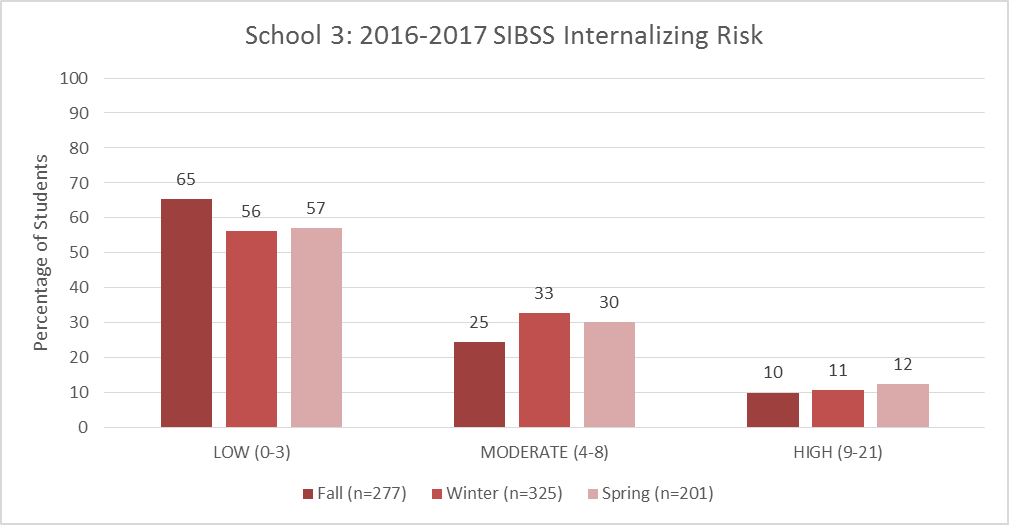 School 3: 2016-2017 SIBSS Internalizing Risk
Percentage of Students
100
90
80
70
60
50
40
30
20
10
0
65
56
57
25
33
30
10
11
12
LOW (0-3)
MODERATE (4-8)
HIGH (9-21)
Fall (n=277)
Winter (n=325)
Spring (n=201)